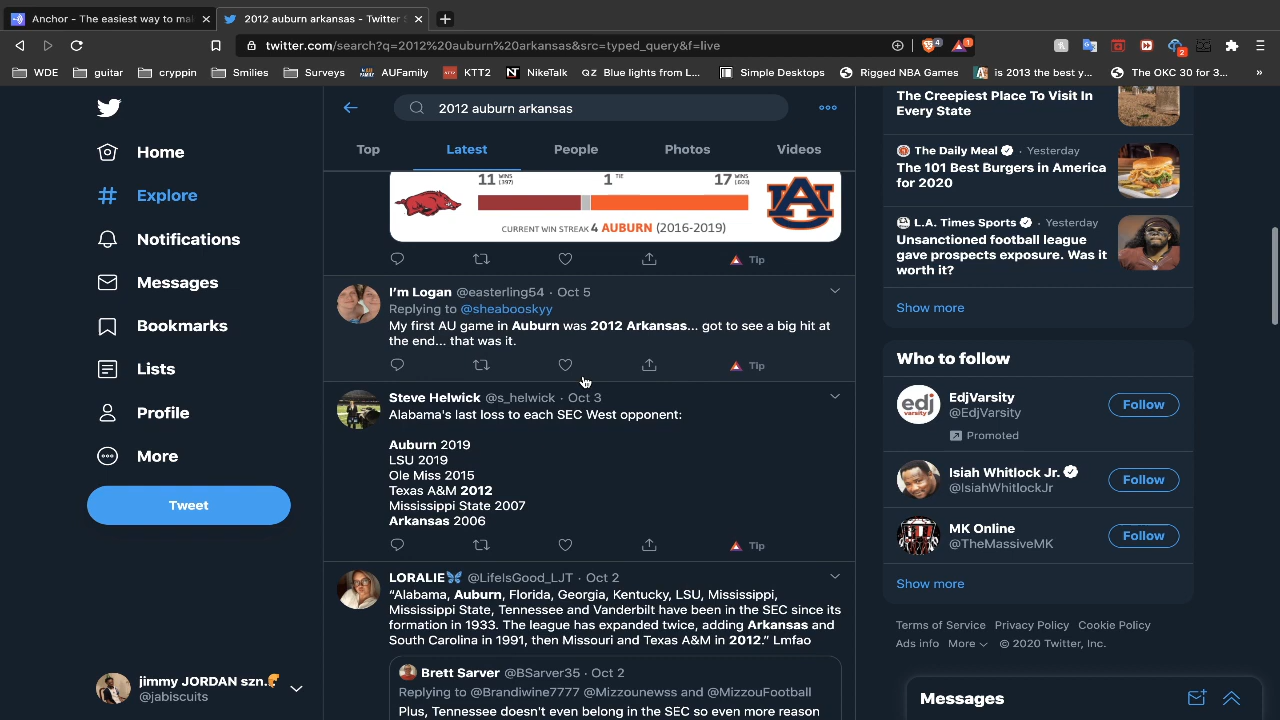 Anchor - The easiest way to mal
2012 auburn arkansas - Twitter S
twitter.com/search?q=2012%20auburn%20arkansas&src=typed_query&f=live
4
1
2
WDE
guitar
cryppin
Smilies
Surveys
AUFamily
KTT2
NikeTalk
Blue lights from L...
Simple Desktops
Rigged NBA Games
is 2013 the best y...
The OKC 30 for 3...
»
Home
Explore
Notifications
Messages
Bookmarks
Lists
Profile
More
Tweet
jimmy JORDAN szn.
@jabiscuits
2012 auburn arkansas
Top
Latest
People
Photos
Videos
11 WINS (.397)
1 TIE
17 WINS (.603)
CURRENT WIN STREAK 4 AUBURN (2016-2019)
Tip
I'm Logan @easterling54 · Oct 5
Replying to @sheabooskyy
My first AU game in Auburn was 2012 Arkansas... got to see a big hit at
the end... that was it.
Tip
Steve Helwick @s_helwick · Oct 3
Alabama's last loss to each SEC West opponent:
Auburn 2019
LSU 2019
Ole Miss 2015
Texas A&M 2012
Mississippi State 2007
Arkansas 2006
Tip
LORALIE🦋 @LifeIsGood_LJT · Oct 2
“Alabama, Auburn, Florida, Georgia, Kentucky, LSU, Mississippi,
Mississippi State, Tennessee and Vanderbilt have been in the SEC since its
formation in 1933. The league has expanded twice, adding Arkansas and
South Carolina in 1991, then Missouri and Texas A&M in 2012.” Lmfao
Brett Sarver @BSarver35 · Oct 2
Replying to @Brandiwine7777 @Mizzounewss and @MizzouFootball
Plus, Tennessee doesn't even belong in the SEC so even more reason
The Creepiest Place To Visit In
Every State
The Daily Meal · Yesterday
The 101 Best Burgers in America
for 2020
L.A. Times Sports · Yesterday
Unsanctioned football league
gave prospects exposure. Was it
worth it?
Show more
Who to follow
edj
varsity
EdjVarsity
@EdjVarsity
Promoted
Follow
Isiah Whitlock Jr.
@IsiahWhitlockJr
Follow
MK Online
@TheMassiveMK
Follow
Show more
Terms of Service Privacy Policy Cookie Policy
Ads info More © 2020 Twitter, Inc.
Messages